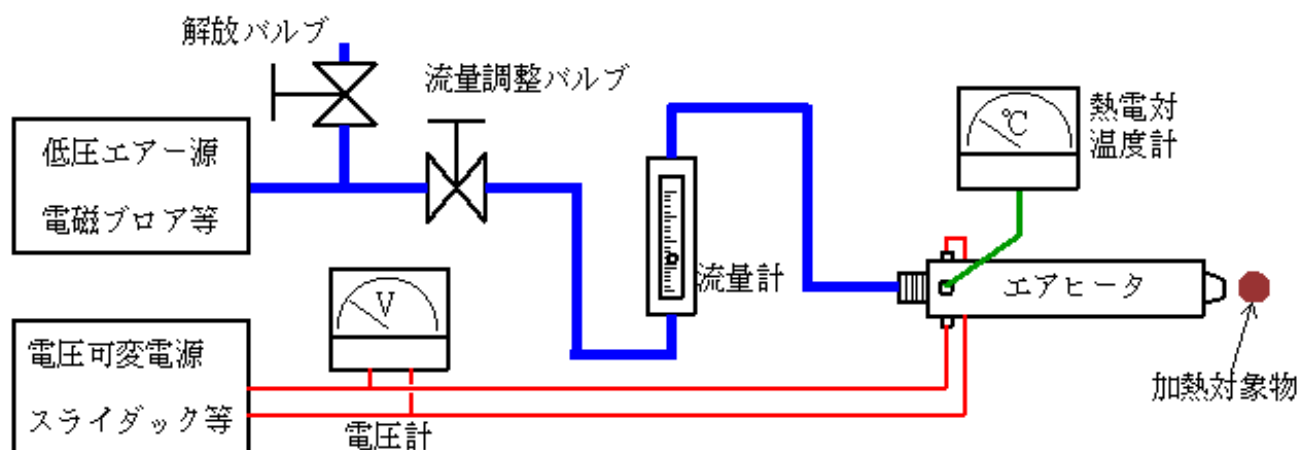 解放バルブ
流量調整バルブ
低圧エアー源
電磁ブロア等
℃
熱電対
温度計
流量計
エアヒータ
V
電圧可変電源
スライダック等
電圧計
加熱対象物